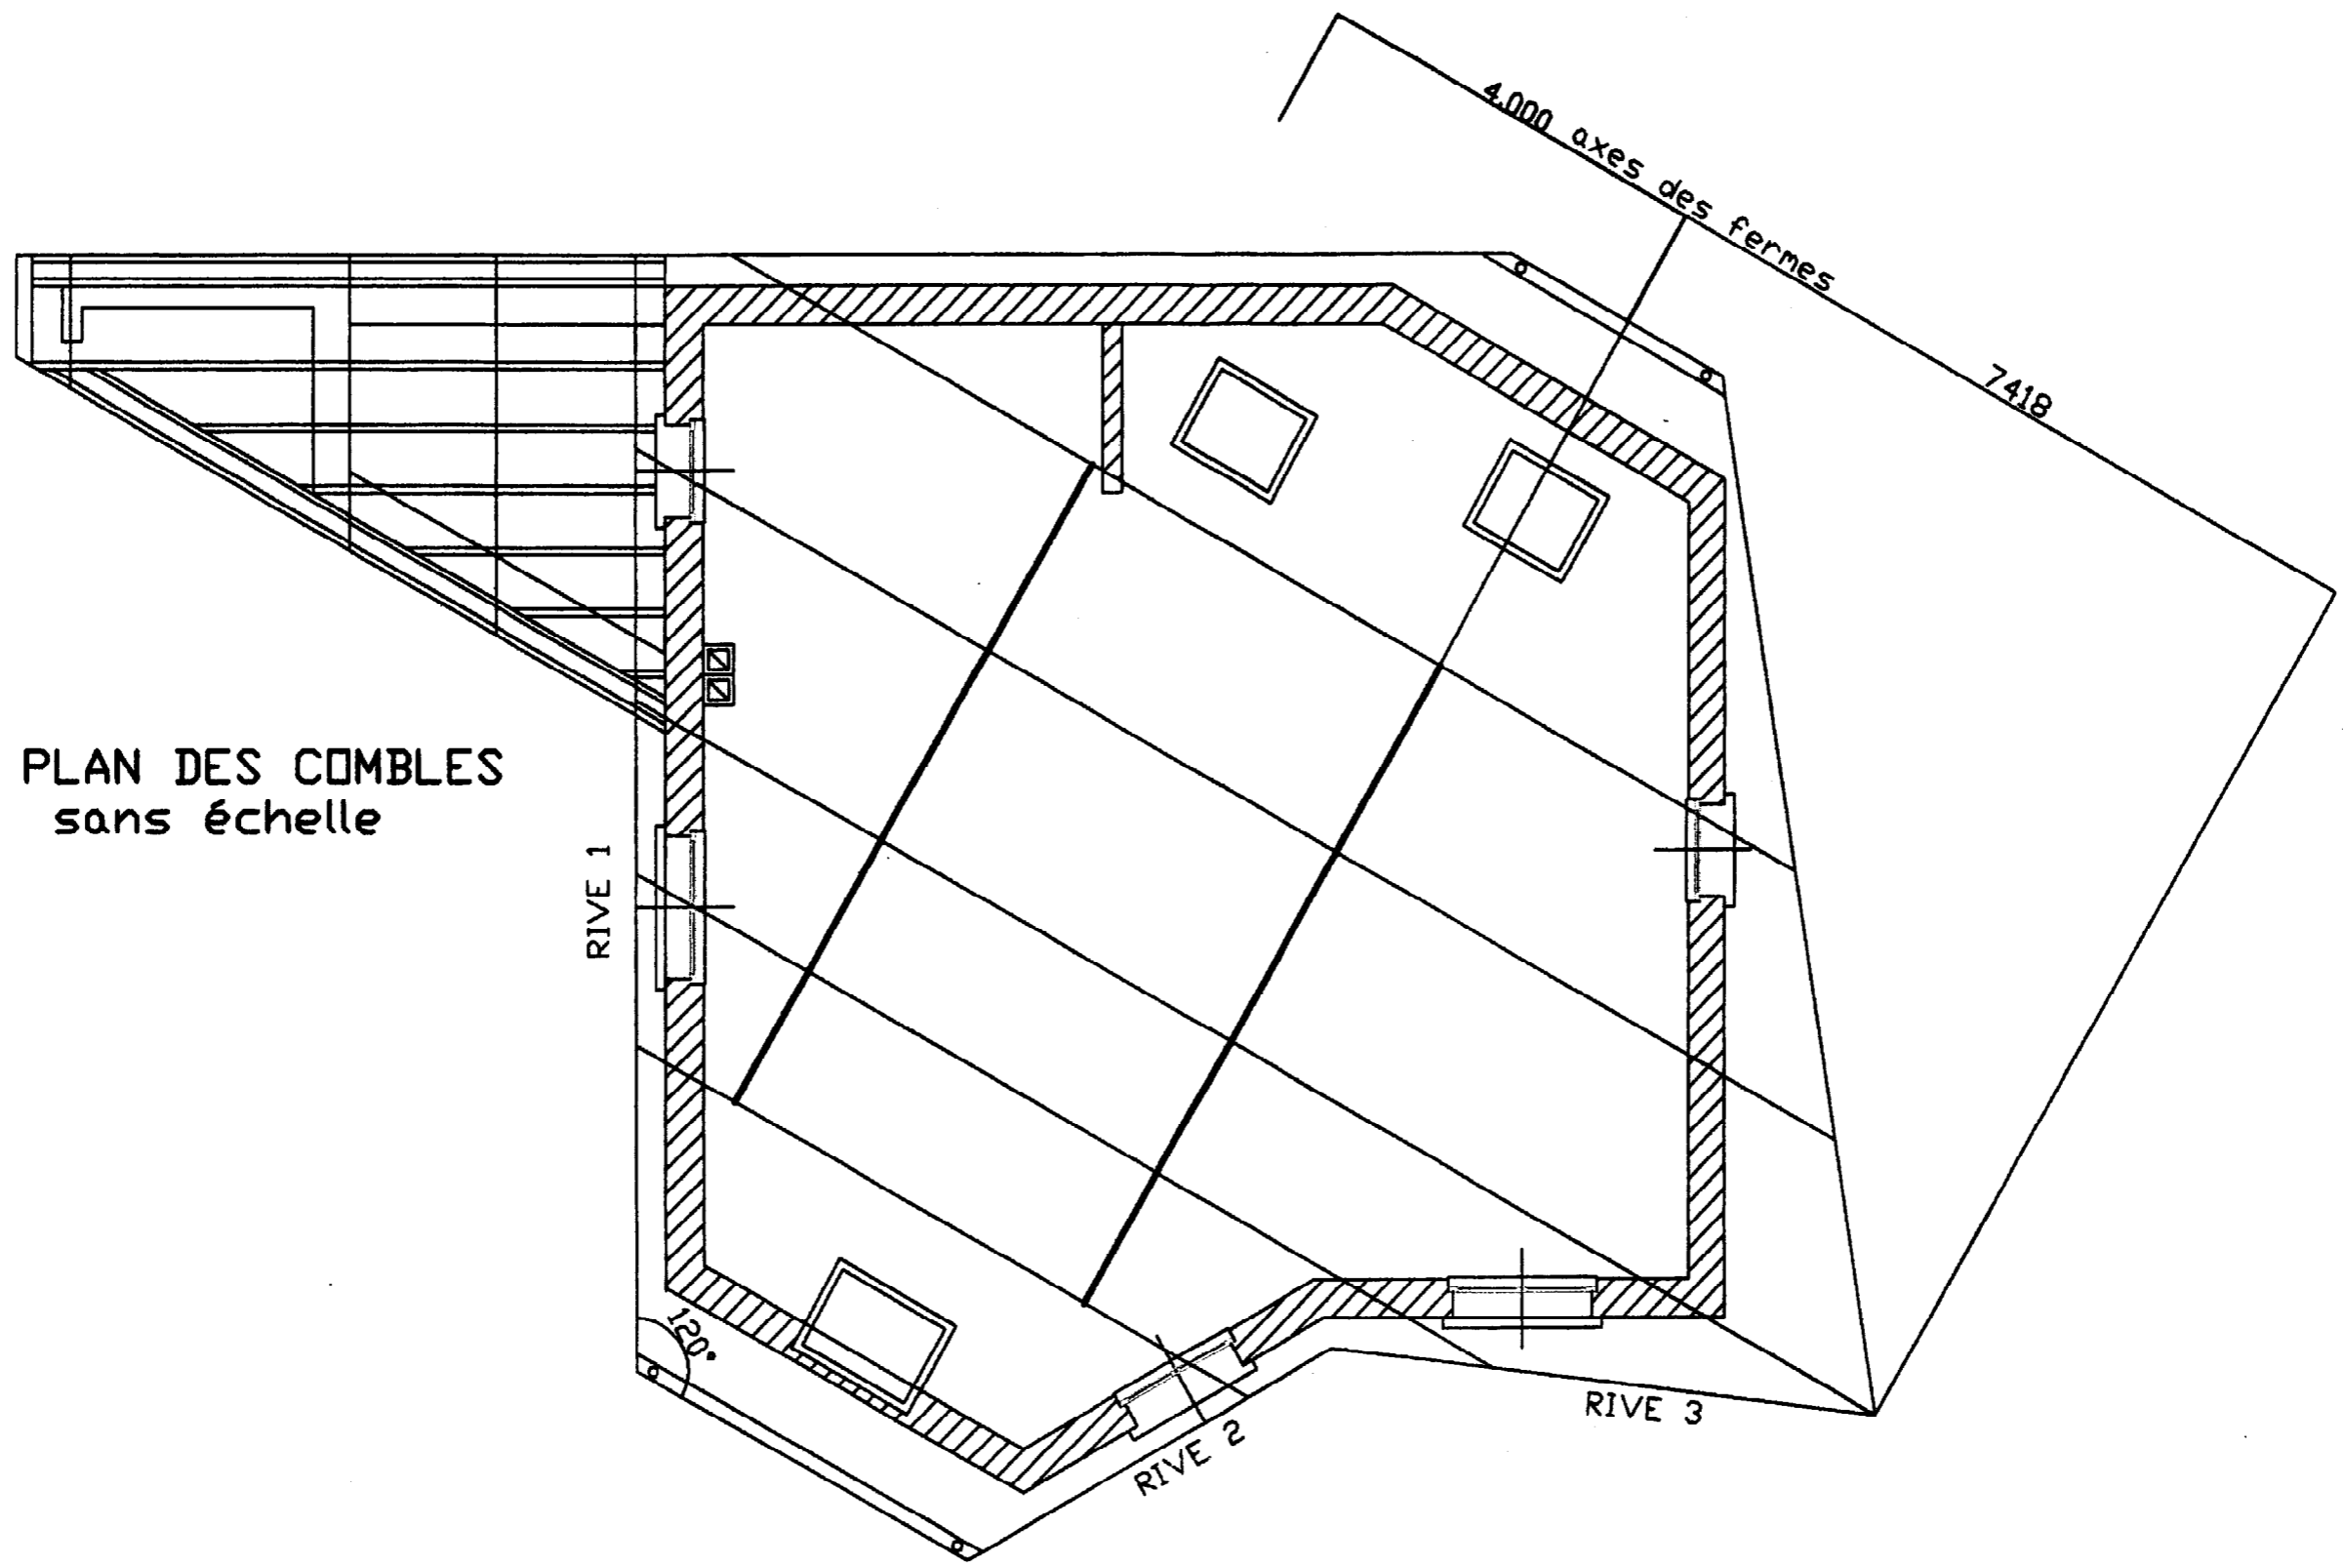 4.000 axes des fermes
7418
PLAN DES COMBLES
sans échelle
RIVE 1
120°
RIVE 2
RIVE 3